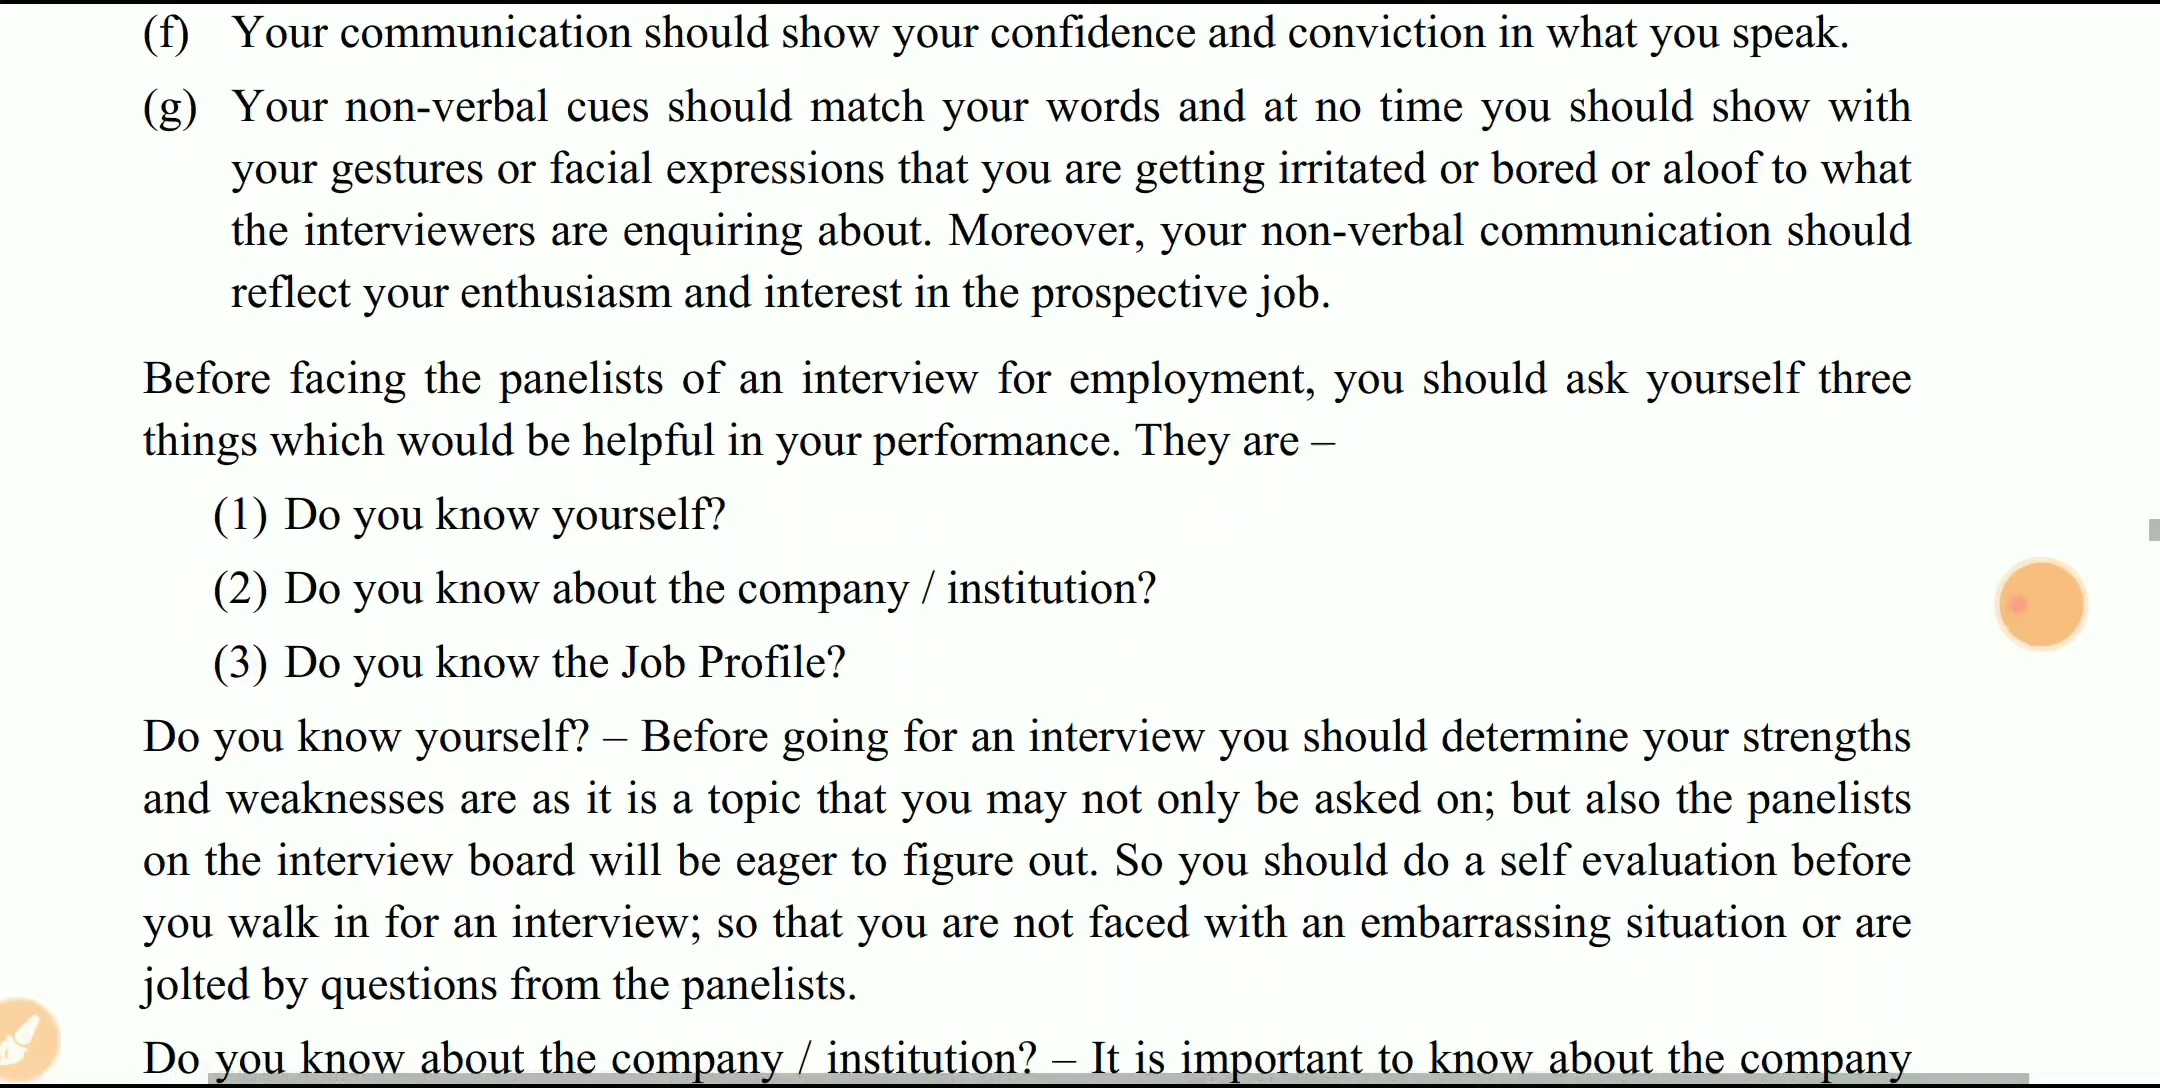 (f) Your communication should show your confidence and conviction in what you speak.
(g) Your non-verbal cues should match your words and at no time you should show with
your gestures or facial expressions that you are getting irritated or bored or aloof to what
the interviewers are enquiring about. Moreover, your non-verbal communication should
reflect your enthusiasm and interest in the prospective job.
Before facing the panelists of an interview for employment, you should ask yourself three
things which would be helpful in your performance. They are –
(1) Do you know yourself?
(2) Do you know about the company / institution?
(3) Do you know the Job Profile?
Do you know yourself? – Before going for an interview you should determine your strengths
and weaknesses are as it is a topic that you may not only be asked on; but also the panelists
on the interview board will be eager to figure out. So you should do a self evaluation before
you walk in for an interview; so that you are not faced with an embarrassing situation or are
jolted by questions from the panelists.
Do you know about the company / institution? – It is important to know about the company